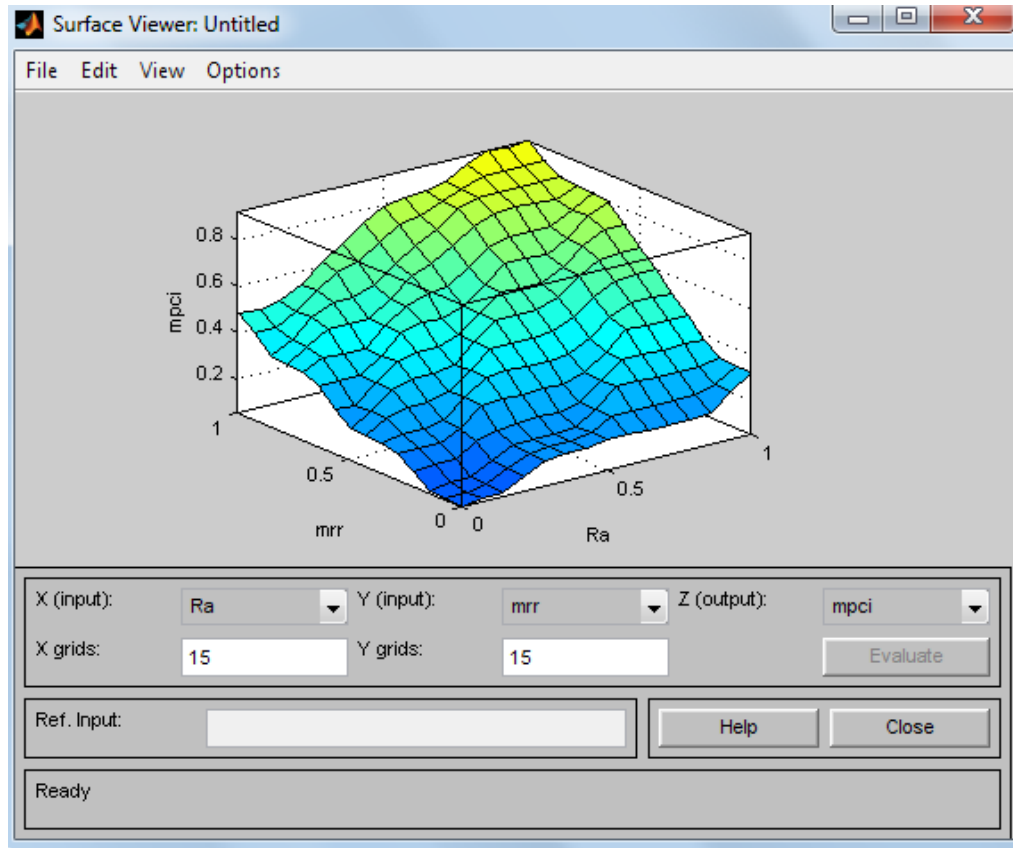 Surface Viewer: Untitled
File Edit View Options
0.8
0.6
0.4
0.2
mpci
1
0.5
0
mrr
0
0.5
1
Ra
X (input): Ra Y (input): mrr Z (output): mpci
X grids: 15 Y grids: 15 Evaluate
Ref. Input: Help Close
Ready